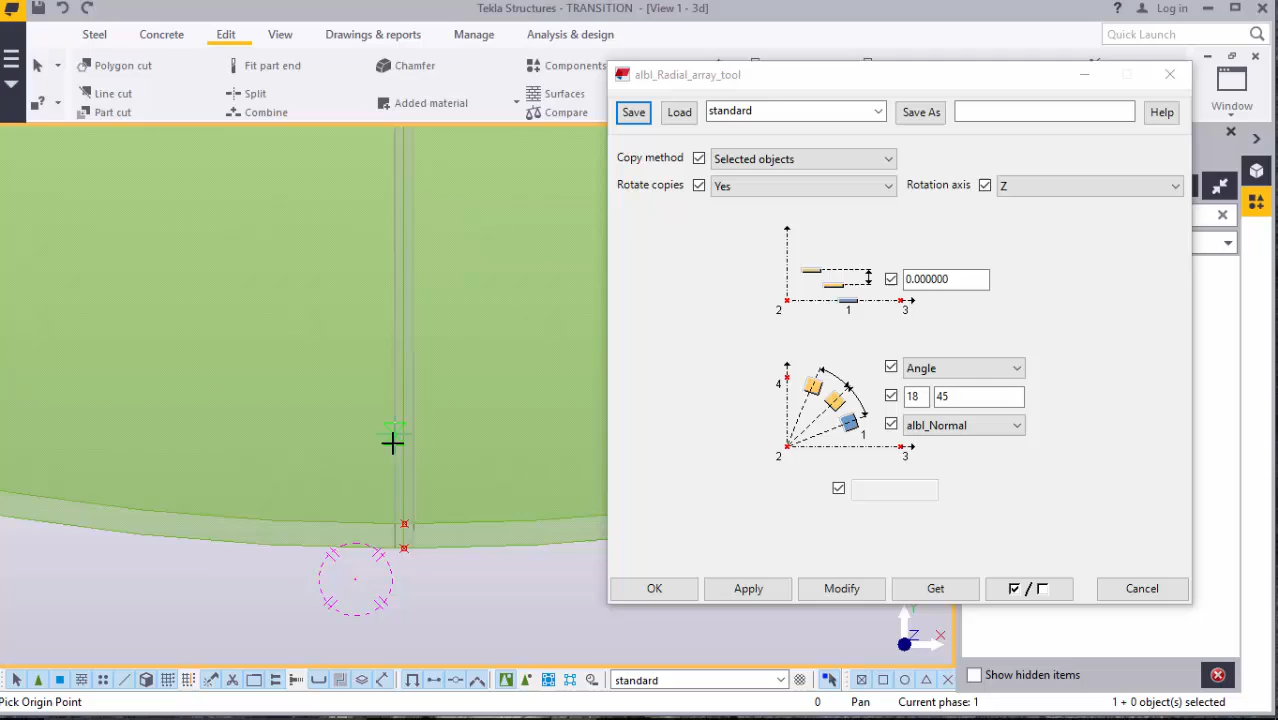 Tekla Structures - TRANSITION - [View 1 - 3d]
? Log in
Steel Concrete Edit View Drawings & reports Manage Analysis & design Quick Launch
Polygon cut Fit part end Chamfer Components
Line cut Split Added material Surfaces
Part cut Combine Compare Window
albl_Radial_array_tool
Save Load standard Save As Help
Copy method Selected objects
Rotate copies Yes Rotation axis Z
0.000000
2 1 3
4 Angle
18 45
albl_Normal
1
2 3
OK Apply Modify Get / Cancel
Y
Z X
standard
Show hidden items
Pick Origin Point 0 Pan Current phase: 1 1 + 0 object(s) selected